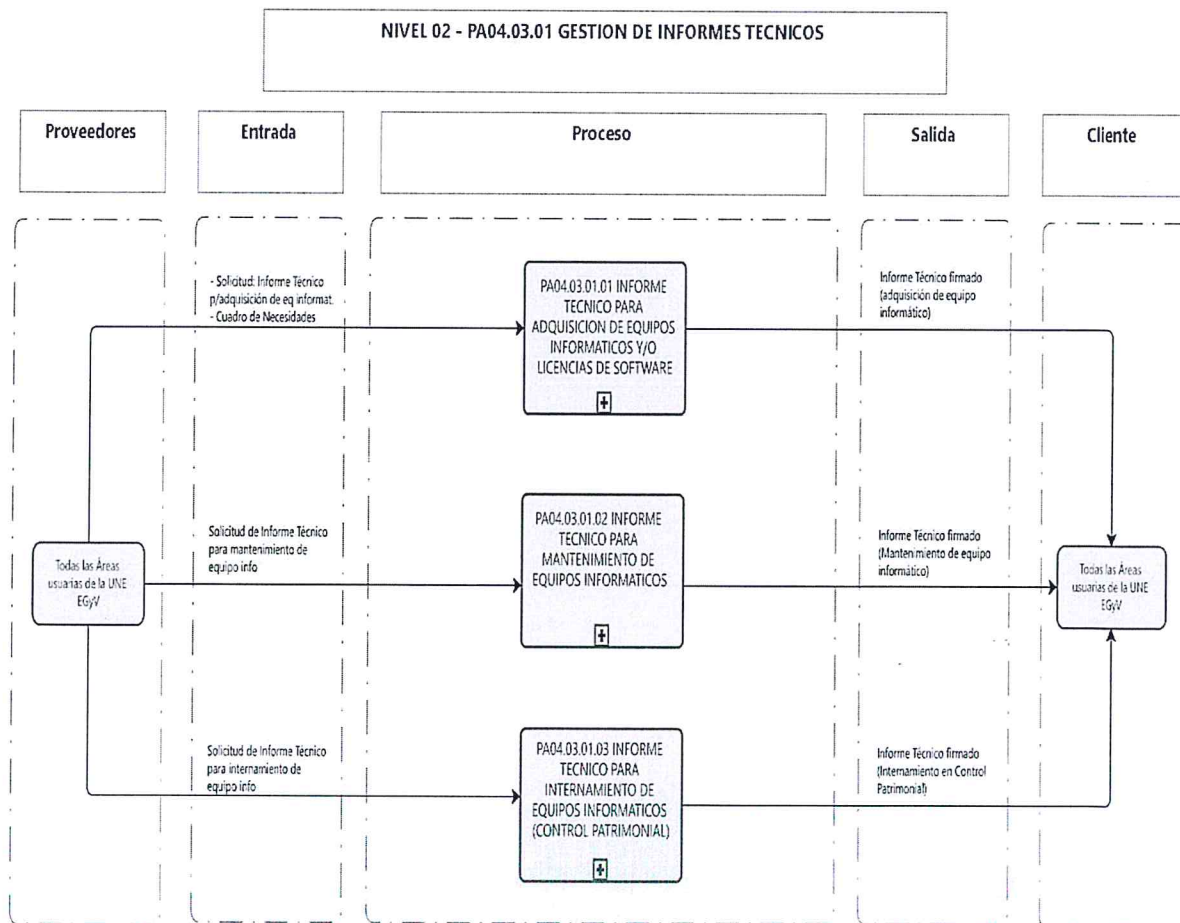 NIVEL 02 - PA04.03.01 GESTION DE INFORMES TECNICOS
Proveedores
Entrada
Proceso
Salida
Cliente
- Solicitud: Informe Técnico
p/adquisición de eq informat.
- Cuadro de Necesidades
PA04.03.01.01 INFORME
TECNICO PARA
ADQUISICION DE EQUIPOS
INFORMATICOS Y/O
LICENCIAS DE SOFTWARE
Informe Técnico firmado
(adquisición de equipo
informático)
Todas las Áreas
usuarias de la UNE
EGyV
Solicitud de Informe Técnico
para mantenimiento de
equipo info
PA04.03.01.02 INFORME
TECNICO PARA
MANTENIMIENTO DE
EQUIPOS INFORMATICOS
Informe Técnico firmado
(Mantenimiento de equipo
informático)
Todas las Áreas
usuarias de la UNE
EGyV
Solicitud de Informe Técnico
para internamiento de
equipo info
PA04.03.01.03 INFORME
TECNICO PARA
INTERNAMIENTO DE
EQUIPOS INFORMATICOS
(CONTROL PATRIMONIAL)
Informe Técnico firmado
(Internamiento en Control
Patrimonial)